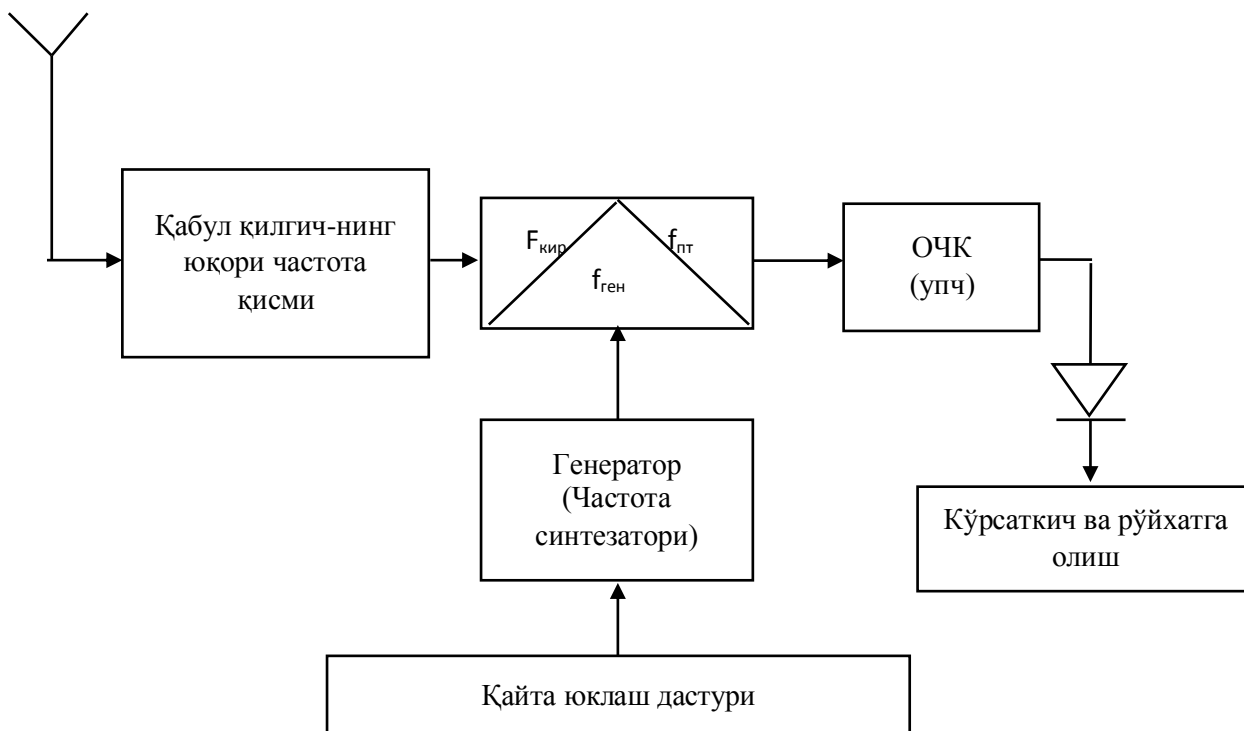 Қабул қилгич-нинг
юқори частота
қисми
Fкир
fпт
fген
ОЧК
(упч)
Генератор
(Частота
синтезатори)
Кўрсаткич ва рўйхатга
олиш
Қайта юклаш дастури